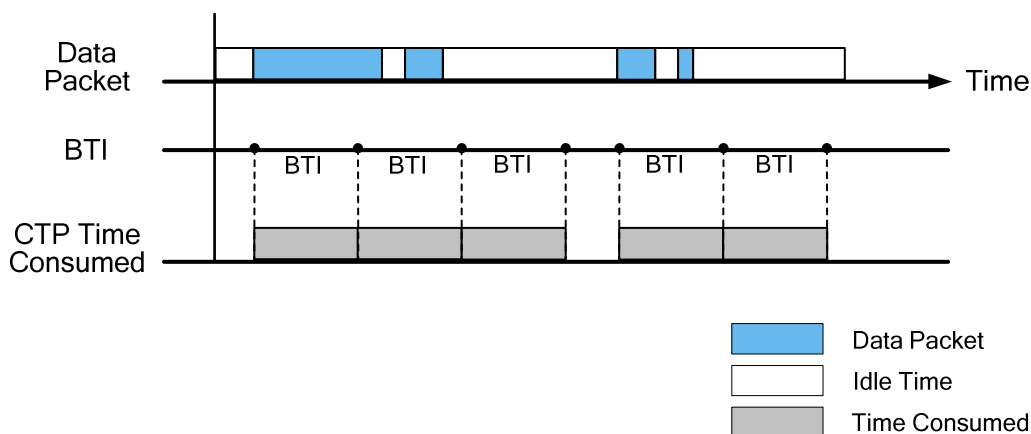 Data
Packet
Time
BTI
BTI
BTI
BTI
BTI
BTI
CTP Time
Consumed
Data Packet
Idle Time
Time Consumed